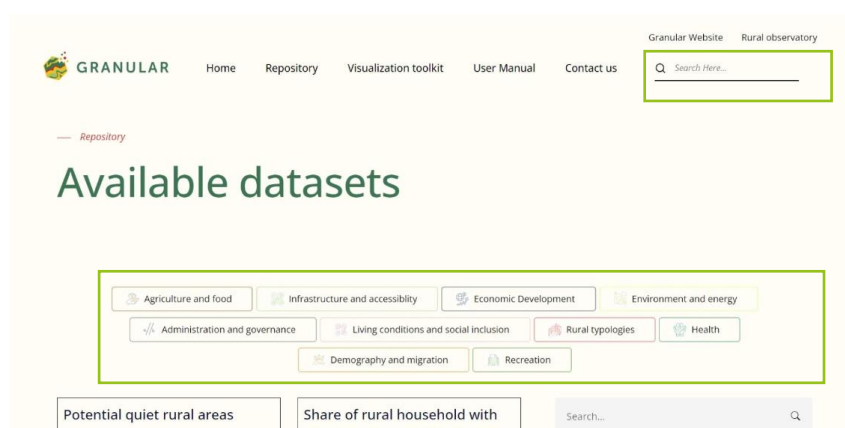 Granular Website Rural observatory
GRANULAR Home Repository Visualization toolkit User Manual Contact us Search Here...
Repository
Available datasets
Agriculture and food Infrastructure and accessiblity Economic Development Environment and energy
Administration and governance Living conditions and social inclusion Rural typologies Health
Demography and migration Recreation
Potential quiet rural areas Share of rural household with Search...